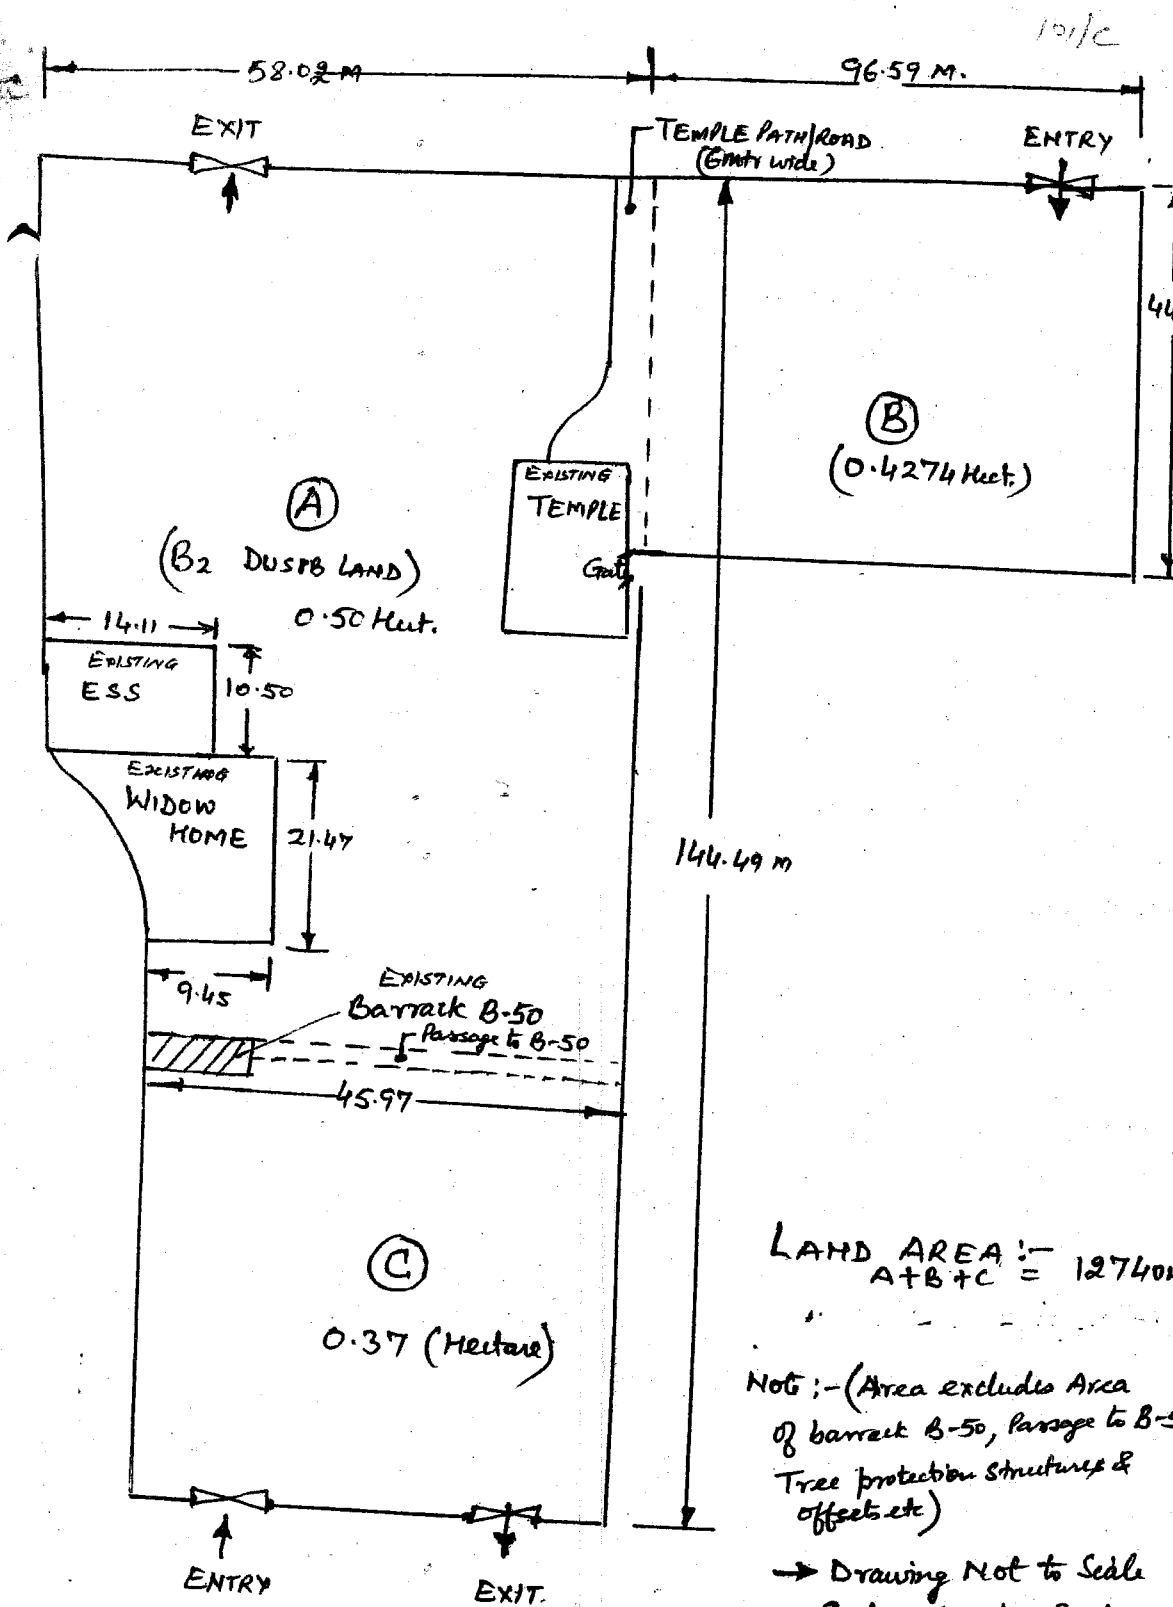 101/C
58.02 M
96.59 M.
EXIT
TEMPLE PATH/ROAD
(6mtr wide)
ENTRY
44
B
(0.4274 Hect.)
EXISTING
TEMPLE
Gate
A
(B2 DUSIB LAND)
0.50 Hect.
14.11
EXISTING
ESS
10.50
EXISTING
WIDOW
HOME
21.47
144.49 m
9.45
EXISTING
Barrack B-50
Passage to B-50
45.97
C
0.37 (Hectare)
LAND AREA :-
A+B+C = 12740
Note :- (Area excludes Area
of barrack B-50, Passage to B-5
Tree protection structures &
offsets etc)
→ Drawing Not to Scale
ENTRY
EXIT.